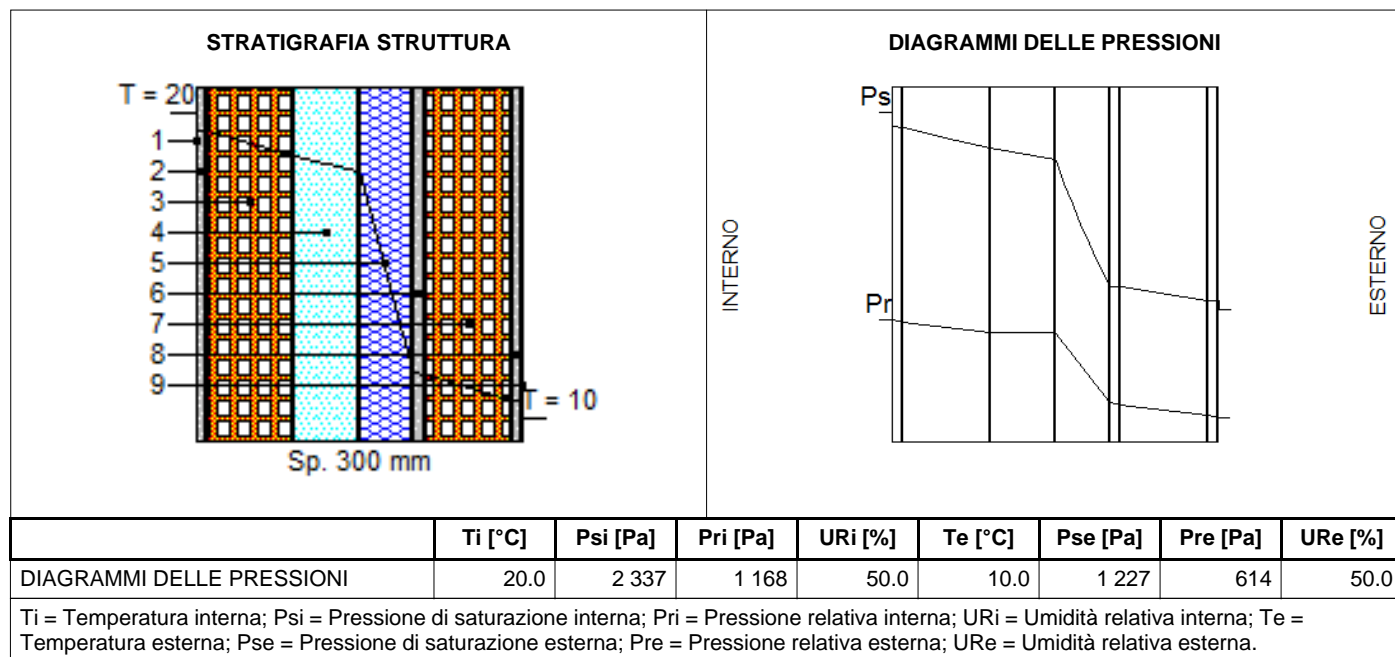 STRATIGRAFIA STRUTTURA
T = 20
1
2
3
4
5
6
7
8
9
T = 10
Sp. 300 mm
DIAGRAMMI DELLE PRESSIONI
Ps
Pr
INTERNO
ESTERNO
Ti [°C] Psi [Pa] Pri [Pa] URi [%] Te [°C] Pse [Pa] Pre [Pa] URe [%]
DIAGRAMMI DELLE PRESSIONI 20.0 2 337 1 168 50.0 10.0 1 227 614 50.0
Ti = Temperatura interna; Psi = Pressione di saturazione interna; Pri = Pressione relativa interna; URi = Umidità relativa interna; Te =
Temperatura esterna; Pse = Pressione di saturazione esterna; Pre = Pressione relativa esterna; URe = Umidità relativa esterna.